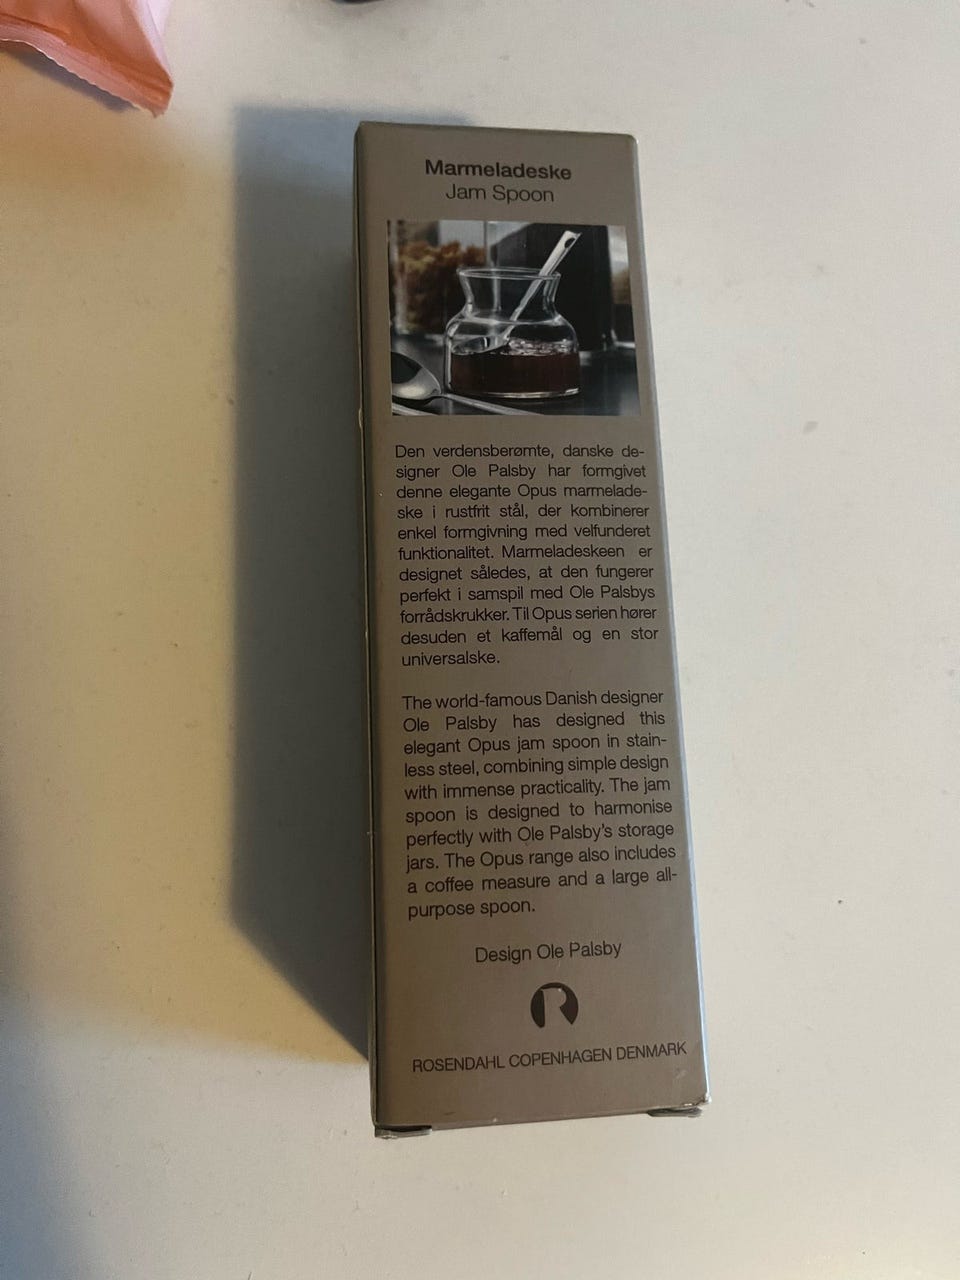 Marmeladeske
Jam Spoon
Den verdensberømte, danske de-
signer Ole Palsby har formgivet
denne elegante Opus marmelade-
ske i rustfrit stål, der kombinerer
enkel formgivning med velfunderet
funktionalitet. Marmeladeskeen er
designet således, at den fungerer
perfekt i samspil med Ole Palsbys
forrådskrukker. Til Opus serien hører
desuden et kaffemål og en stor
universalske.
The world-famous Danish designer
Ole Palsby has designed this
elegant Opus jam spoon in stain-
less steel, combining simple design
with immense practicality. The jam
spoon is designed to harmonise
perfectly with Ole Palsby's storage
jars. The Opus range also includes
a coffee measure and a large all-
purpose spoon.
Design Ole Palsby
R
ROSENDAHL COPENHAGEN DENMARK